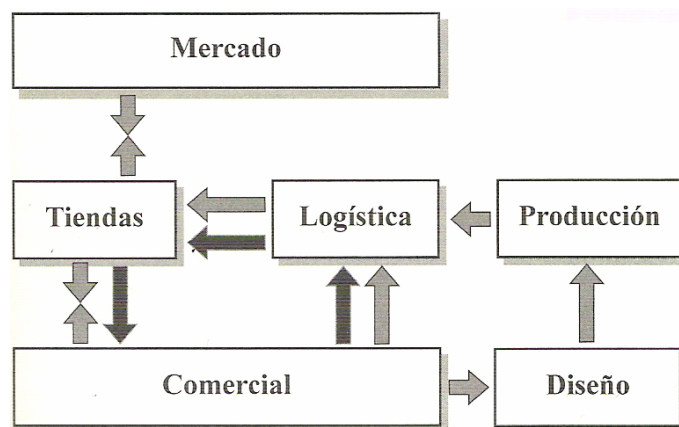 Mercado
Tiendas
Logística
Producción
Comercial
Diseño